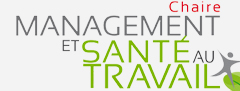 Chaire
MANAGEMENT
ET SANTÉ AU
TRAVAIL